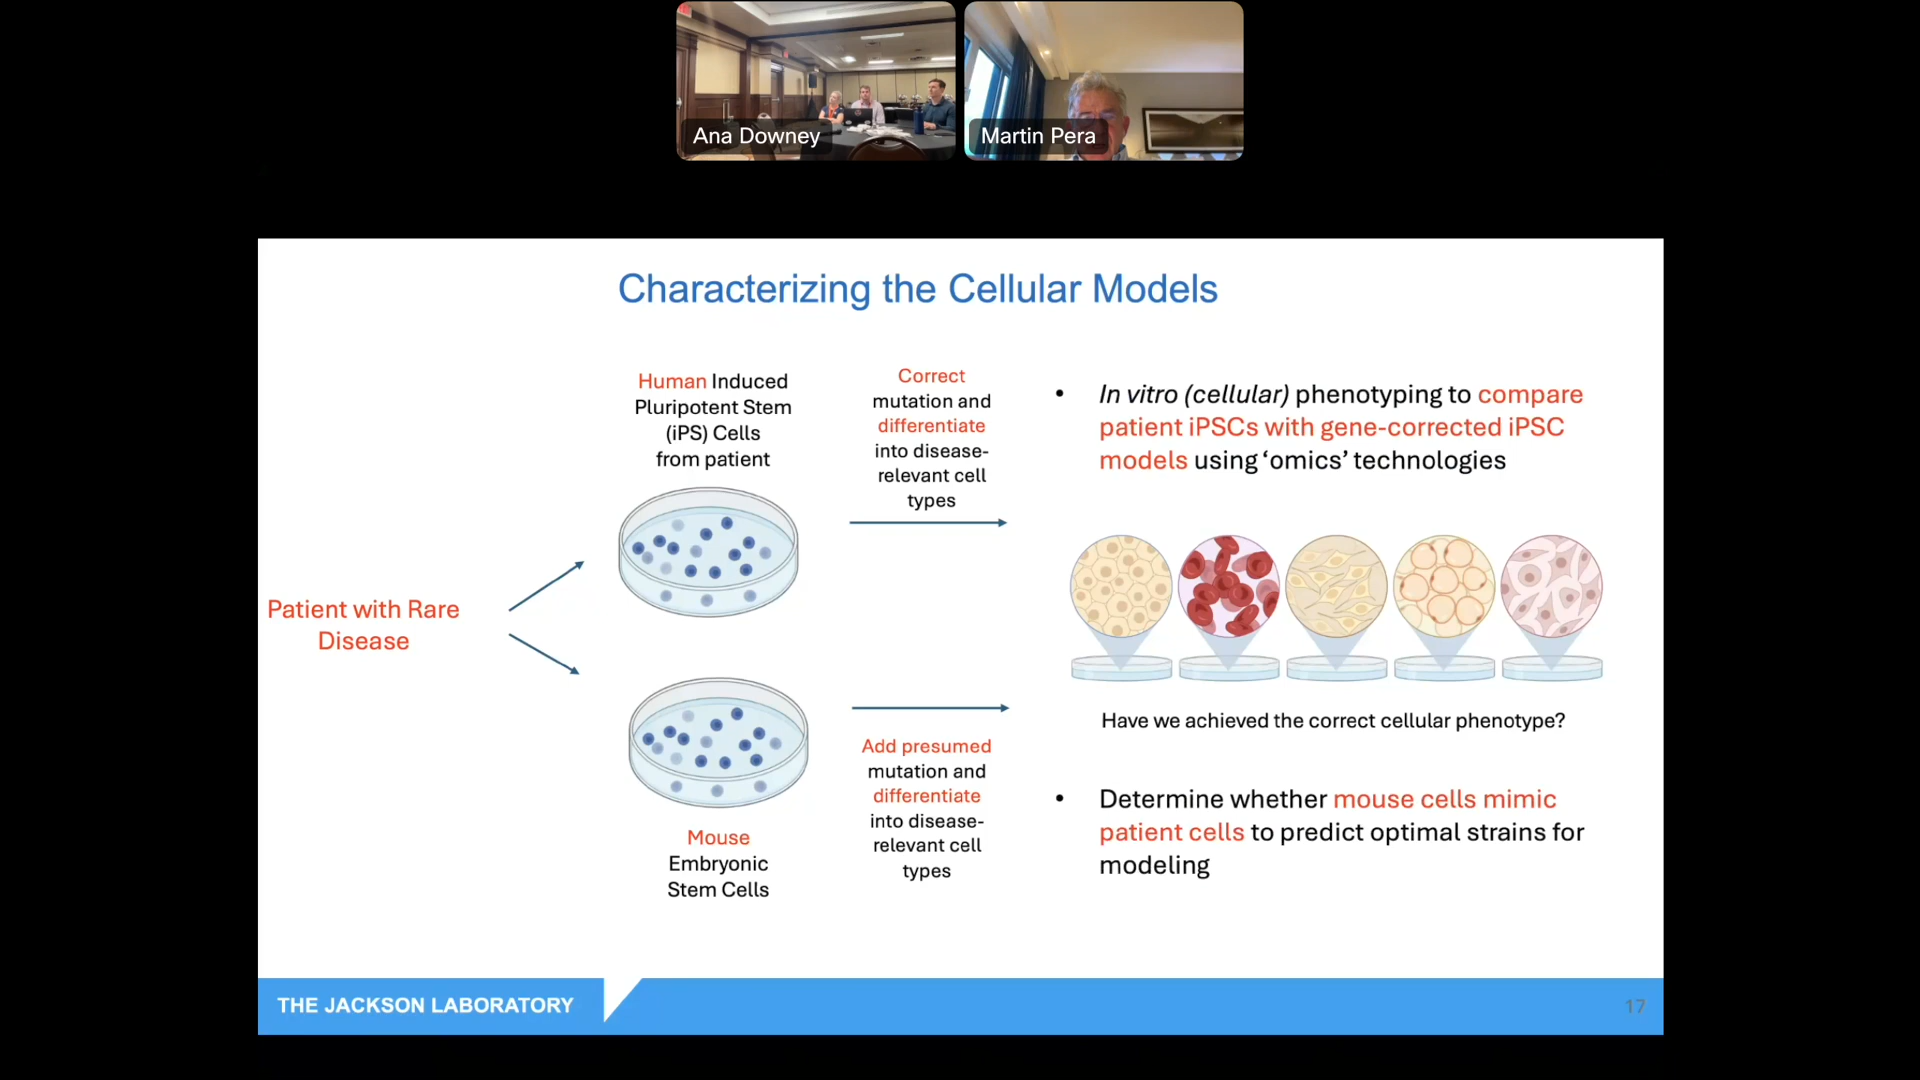 Ana Downey
Martin Pera
Characterizing the Cellular Models
Human Induced
Pluripotent Stem
(iPS) Cells
from patient
Correct
mutation and
differentiate
into disease-
relevant cell
types
• In vitro (cellular) phenotyping to compare
patient iPSCs with gene-corrected iPSC
models using ‘omics’ technologies
Patient with Rare
Disease
Have we achieved the correct cellular phenotype?
Add presumed
mutation and
differentiate
into disease-
relevant cell
types
Mouse
Embryonic
Stem Cells
• Determine whether mouse cells mimic
patient cells to predict optimal strains for
modeling
THE JACKSON LABORATORY
17